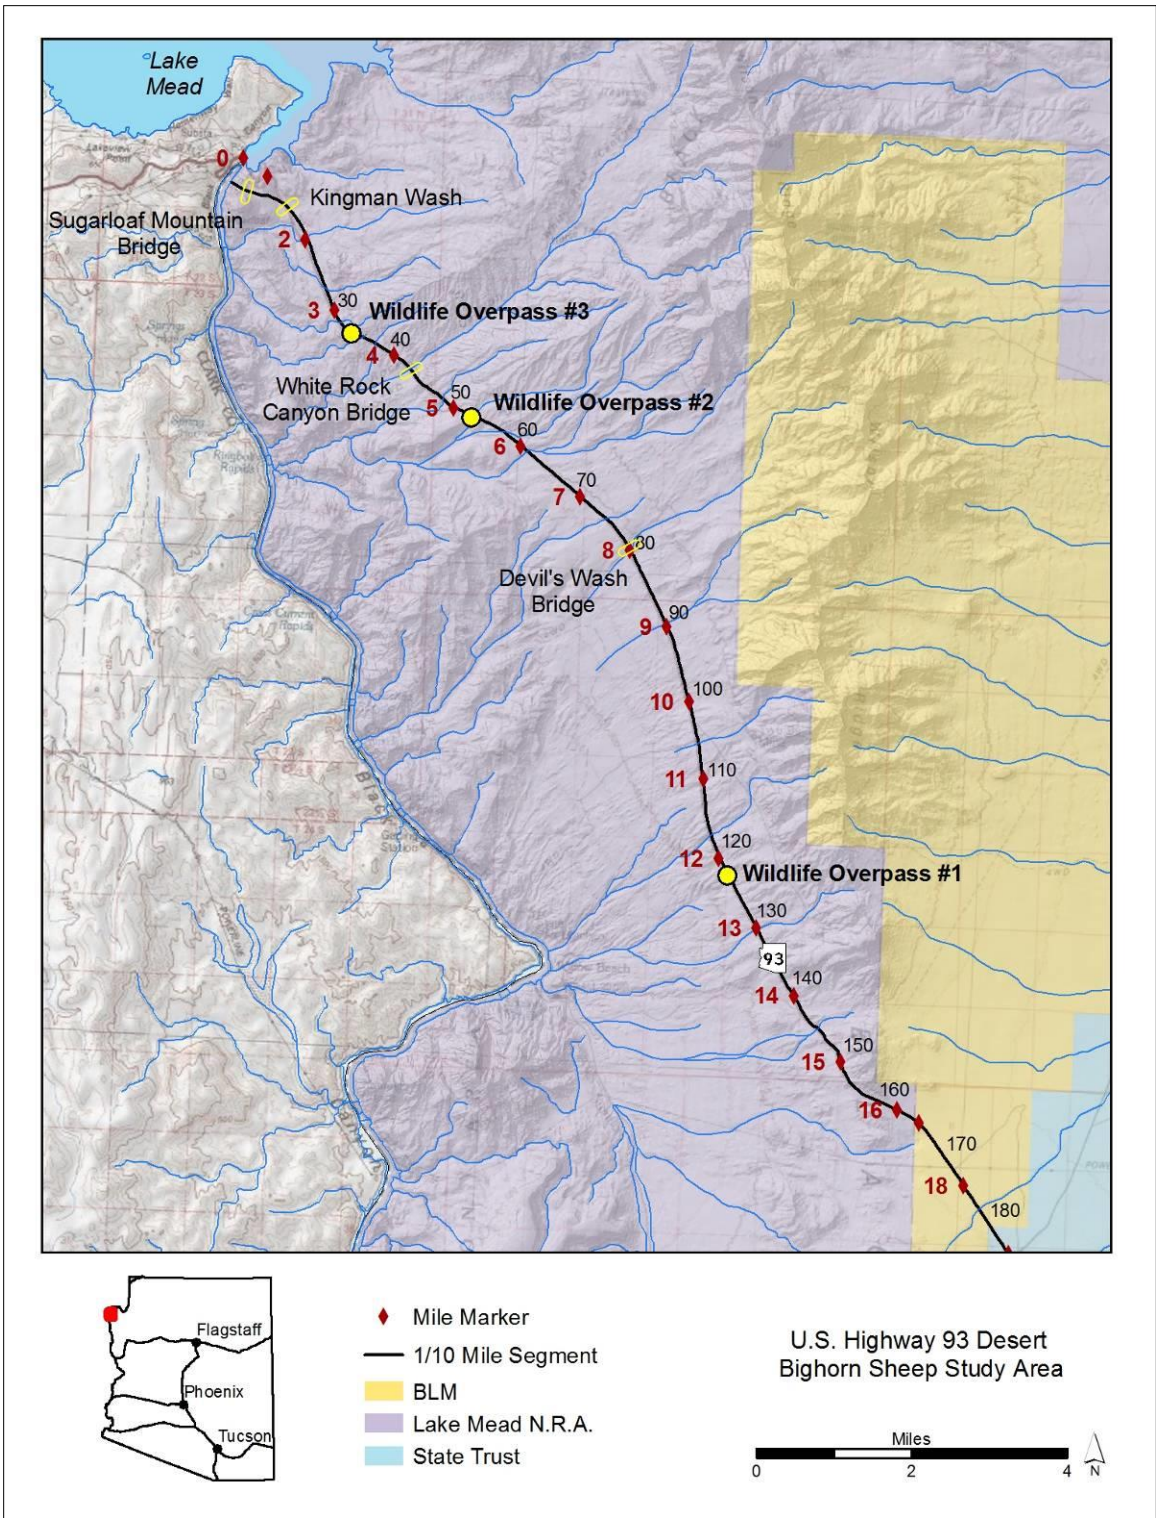 Lake
Mead
0
Kingman Wash
Sugarloaf Mountain
Bridge
2
3
30
Wildlife Overpass #3
40
4
White Rock
Canyon Bridge
50
5
Wildlife Overpass #2
60
6
70
7
8
80
Devil's Wash
Bridge
90
9
100
10
110
11
120
12
Wildlife Overpass #1
130
13
93
140
14
150
15
160
16
170
18
180
Flagstaff
Phoenix
Tucson
Mile Marker
1/10 Mile Segment
BLM
Lake Mead N.R.A.
State Trust
U.S. Highway 93 Desert
Bighorn Sheep Study Area
Miles
0 2 4
N